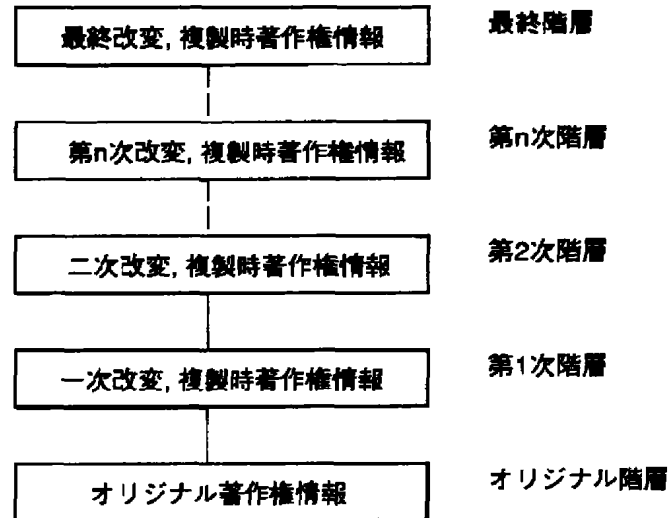 最終改変, 複製時著作権情報 最終階層
第n次改変, 複製時著作権情報 第n次階層
二次改変, 複製時著作権情報 第2次階層
一次改変, 複製時著作権情報 第1次階層
オリジナル著作権情報 オリジナル階層